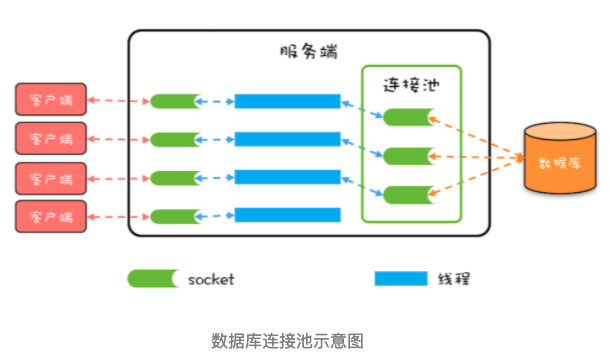 服务端
连接池
客户端
客户端
客户端
客户端
数据库
socket
线程
数据库连接池示意图